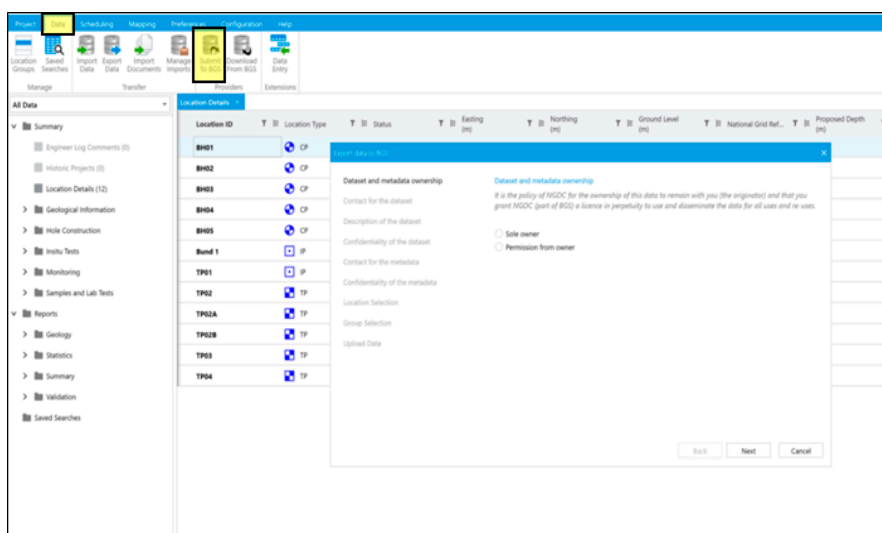 Project Data Scheduling Mapping Preferences Configuration Help
Location Groups Saved Searches Import Data Export Data Import Documents Manage Imports Submit To BGS Download From BGS Data Entry
Manage Transfer Providers Extensions
All Data
Location Details ×
Summary
Engineer Log Comments (0)
Historic Projects (0)
Location Details (12)
Geological Information
Hole Construction
Insitu Tests
Monitoring
Samples and Lab Tests
Reports
Geology
Statistics
Summary
Validation
Saved Searches
Location ID Location Type Status Easting (m) Northing (m) Ground Level (m) National Grid Ref... Proposed Depth (m)
BH01 CP
BH02 CP
BH03 CP
BH04 CP
BH05 CP
Bund 1 IP
TP01 IP
TP02 TP
TP02A TP
TP02B TP
TP03 TP
TP04 TP
Export data to BGS
Dataset and metadata ownership
Contact for the dataset
Description of the dataset
Confidentiality of the dataset
Contact for the metadata
Confidentiality of the metadata
Location Selection
Group Selection
Upload Data
Dataset and metadata ownership
It is the policy of NGDC for the ownership of this data to remain with you (the originator) and that you
grant NGDC (part of BGS) a licence in perpetuity to use and disseminate the data for all uses and re-uses.
Sole owner
Permission from owner
Back Next Cancel